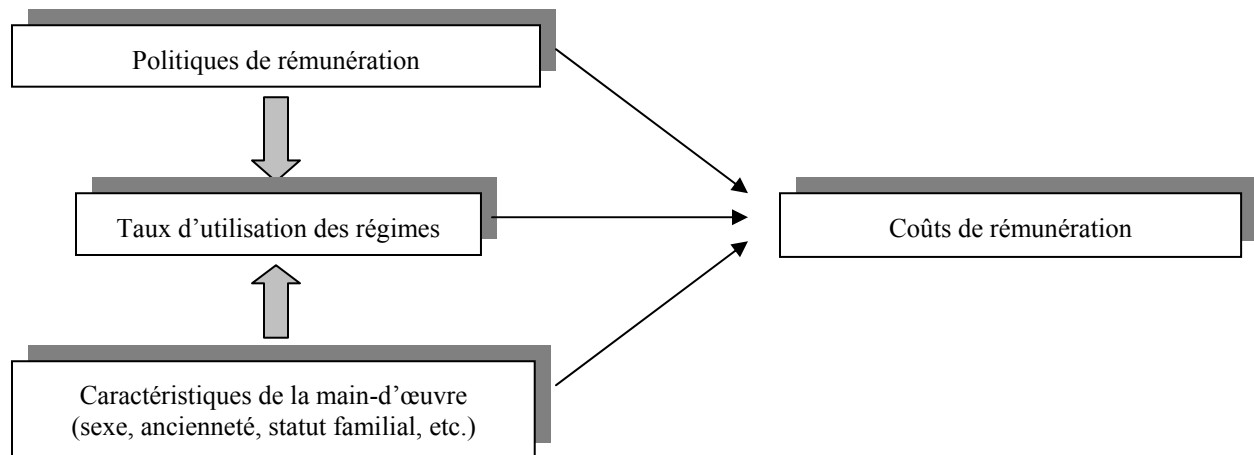 Politiques de rémunération
Taux d’utilisation des régimes
Coûts de rémunération
Caractéristiques de la main-d’œuvre
(sexe, ancienneté, statut familial, etc.)